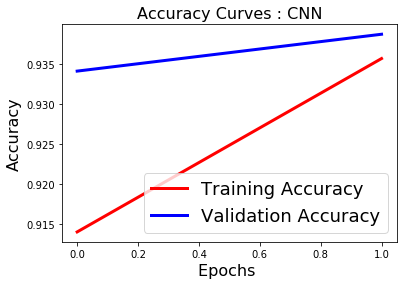 Accuracy Curves : CNN
Accuracy
0.935
0.930
0.925
0.920
0.915
Training Accuracy
Validation Accuracy
0.0 0.2 0.4 0.6 0.8 1.0
Epochs